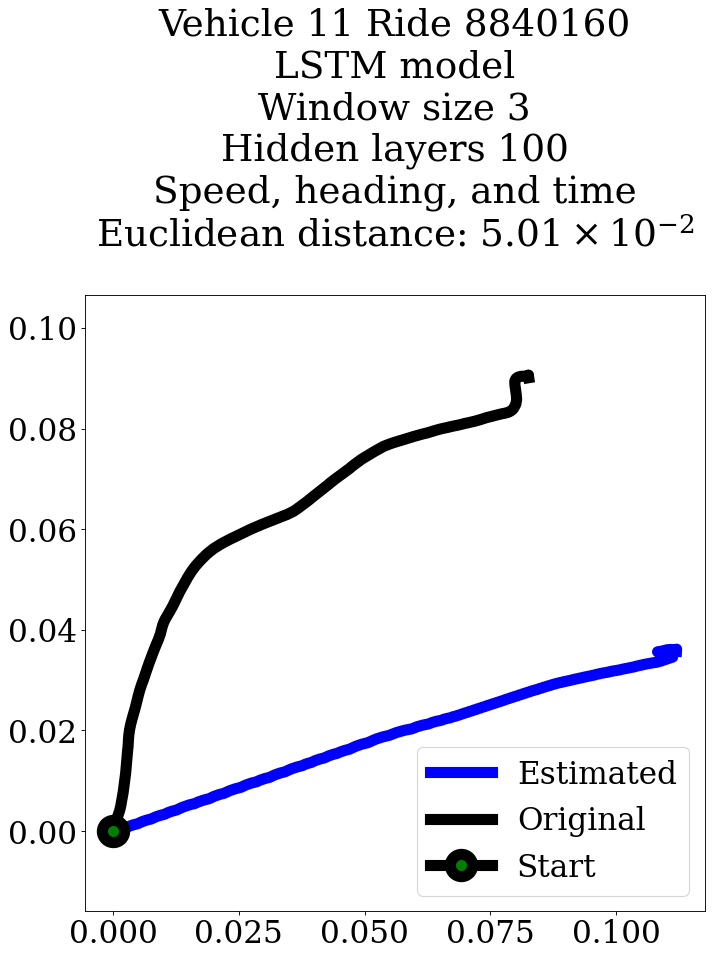 Vehicle 11 Ride 8840160
LSTM model
Window size 3
Hidden layers 100
Speed, heading, and time
Euclidean distance: 5.01 × 10⁻²
0.10
0.08
0.06
0.04
0.02
0.00
Estimated
Original
Start
0.000 0.025 0.050 0.075 0.100